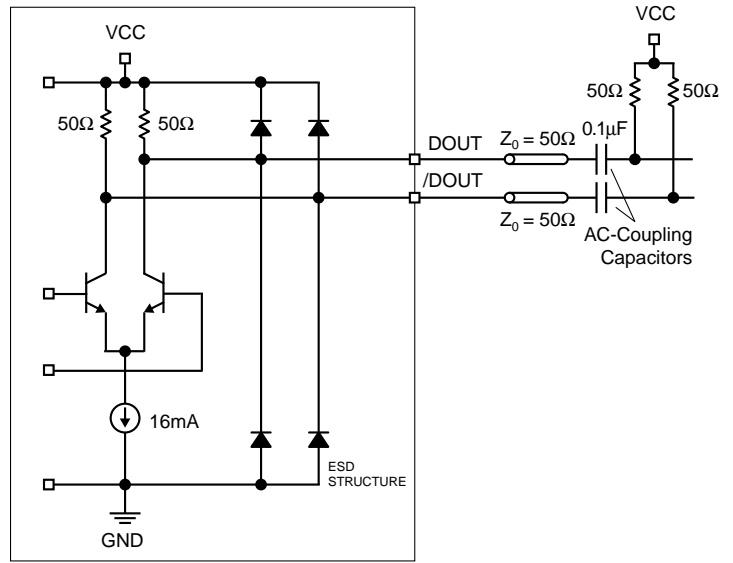 VCC
VCC
50Ω
50Ω
50Ω
50Ω
DOUT
Z0 = 50Ω
0.1μF
/DOUT
Z0 = 50Ω
AC-Coupling
Capacitors
16mA
ESD
STRUCTURE
GND